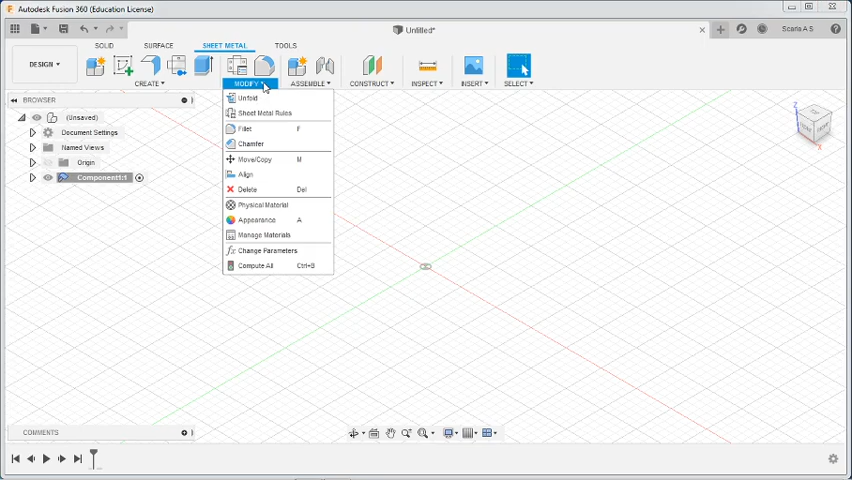 Autodesk Fusion 360 (Education License)
Untitled*
Scaria A S
SOLID SURFACE SHEET METAL TOOLS
DESIGN
CREATE MODIFY ASSEMBLE CONSTRUCT INSPECT INSERT SELECT
BROWSER
(Unsaved)
Document Settings
Named Views
Origin
Component1:1
Unfold
Sheet Metal Rules
Fillet F
Chamfer
Move/Copy M
Align
Delete Del
Physical Material
Appearance A
Manage Materials
Change Parameters
Compute All Ctrl+B
Z
TOP
FRONT
X
COMMENTS